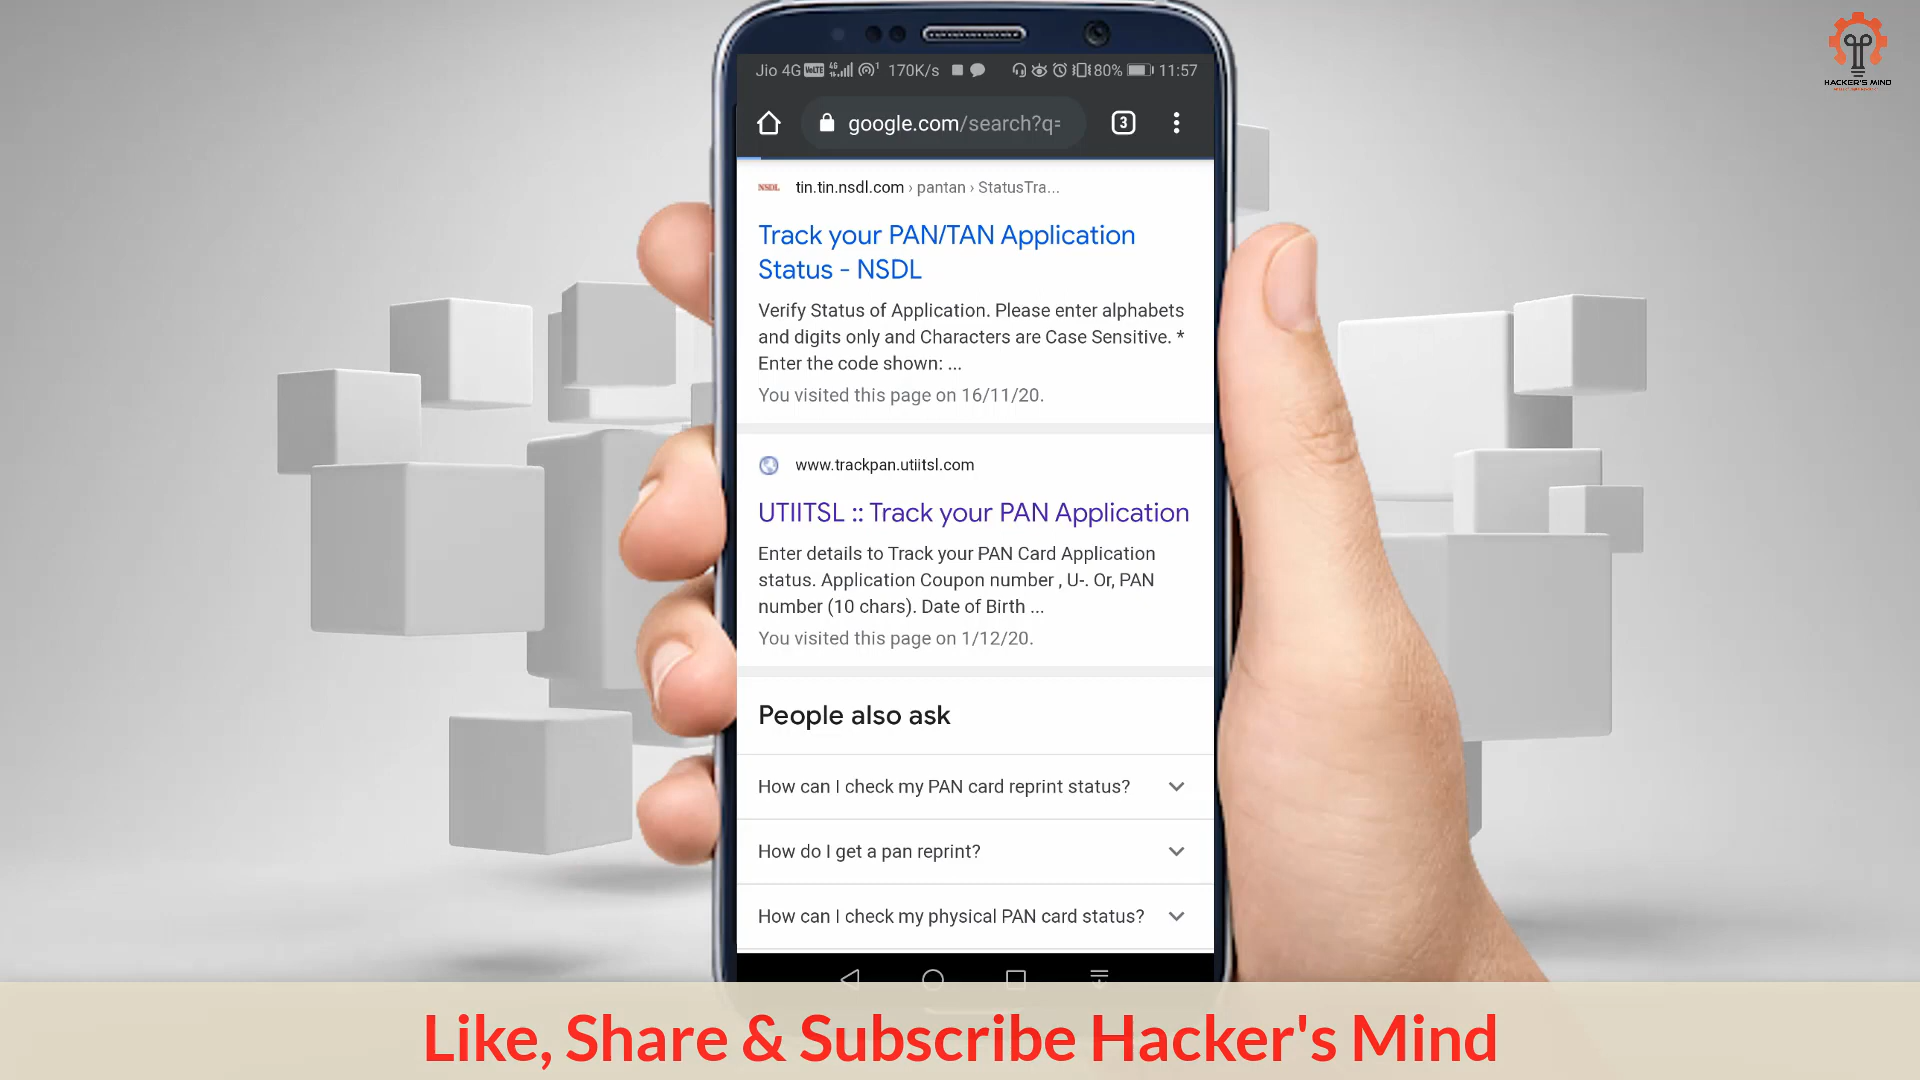 HACKER'S MIND
Jio 4G VoLTE 4G 170K/s 80% 11:57
google.com/search?q=
3
NSDL tin.tin.nsdl.com › pantan › StatusTra...
Track your PAN/TAN Application
Status - NSDL
Verify Status of Application. Please enter alphabets
and digits only and Characters are Case Sensitive. *
Enter the code shown: ...
You visited this page on 16/11/20.
www.trackpan.utiitsl.com
UTIITSL :: Track your PAN Application
Enter details to Track your PAN Card Application
status. Application Coupon number , U-. Or, PAN
number (10 chars). Date of Birth ...
You visited this page on 1/12/20.
People also ask
How can I check my PAN card reprint status?
How do I get a pan reprint?
How can I check my physical PAN card status?
Like, Share & Subscribe Hacker's Mind